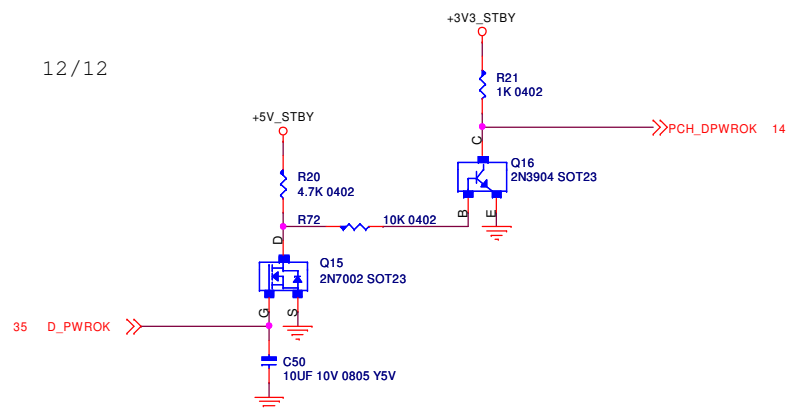 +3V3_STBY
12/12
R21
1K 0402
PCH_DPWROK 14
+5V_STBY
C
Q16
2N3904 SOT23
R20
4.7K 0402
B
E
R72
10K 0402
D
Q15
2N7002 SOT23
G
S
35 D_PWROK
C50
10UF 10V 0805 Y5V